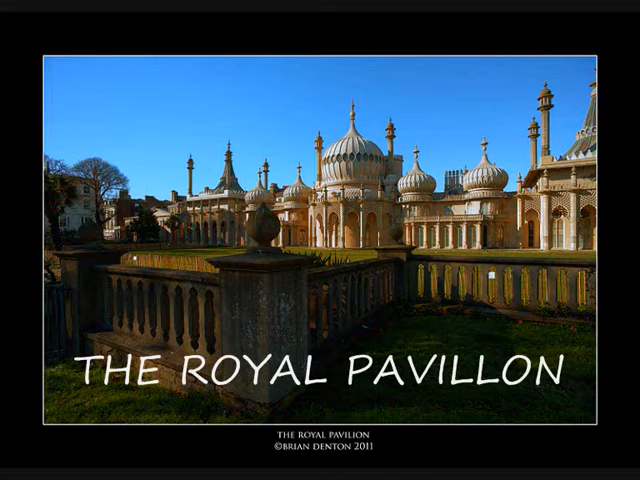 THE ROYAL PAVILLON
THE ROYAL PAVILION
©BRIAN DENTON 2011